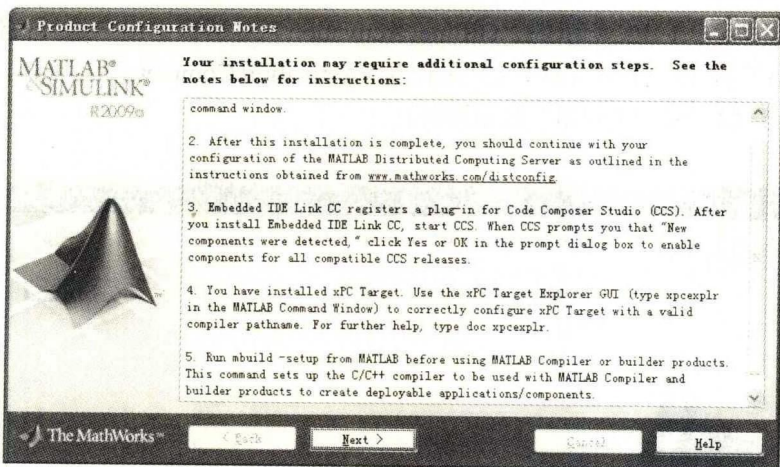 Product Configuration Notes
MATLAB®
SIMULINK®
R2009a
Your installation may require additional configuration steps. See the
notes below for instructions:
command window.
2. After this installation is complete, you should continue with your
configuration of the MATLAB Distributed Computing Server as outlined in the
instructions obtained from www.mathworks.com/distconfig.
3. Embedded IDE Link CC registers a plug-in for Code Composer Studio (CCS). After
you install Embedded IDE Link CC, start CCS. When CCS prompts you that "New
components were detected," click Yes or OK in the prompt dialog box to enable
components for all compatible CCS releases.
4. You have installed xPC Target. Use the xPC Target Explorer GUI (type xpcexplr
in the MATLAB Command Window) to correctly configure xPC Target with a valid
compiler pathname. For further help, type doc xpcexplr.
5. Run mbuild -setup from MATLAB before using MATLAB Compiler or builder products.
This command sets up the C/C++ compiler to be used with MATLAB Compiler and
builder products to create deployable applications/components.
The MathWorks™
< Back
Next >
Cancel
Help